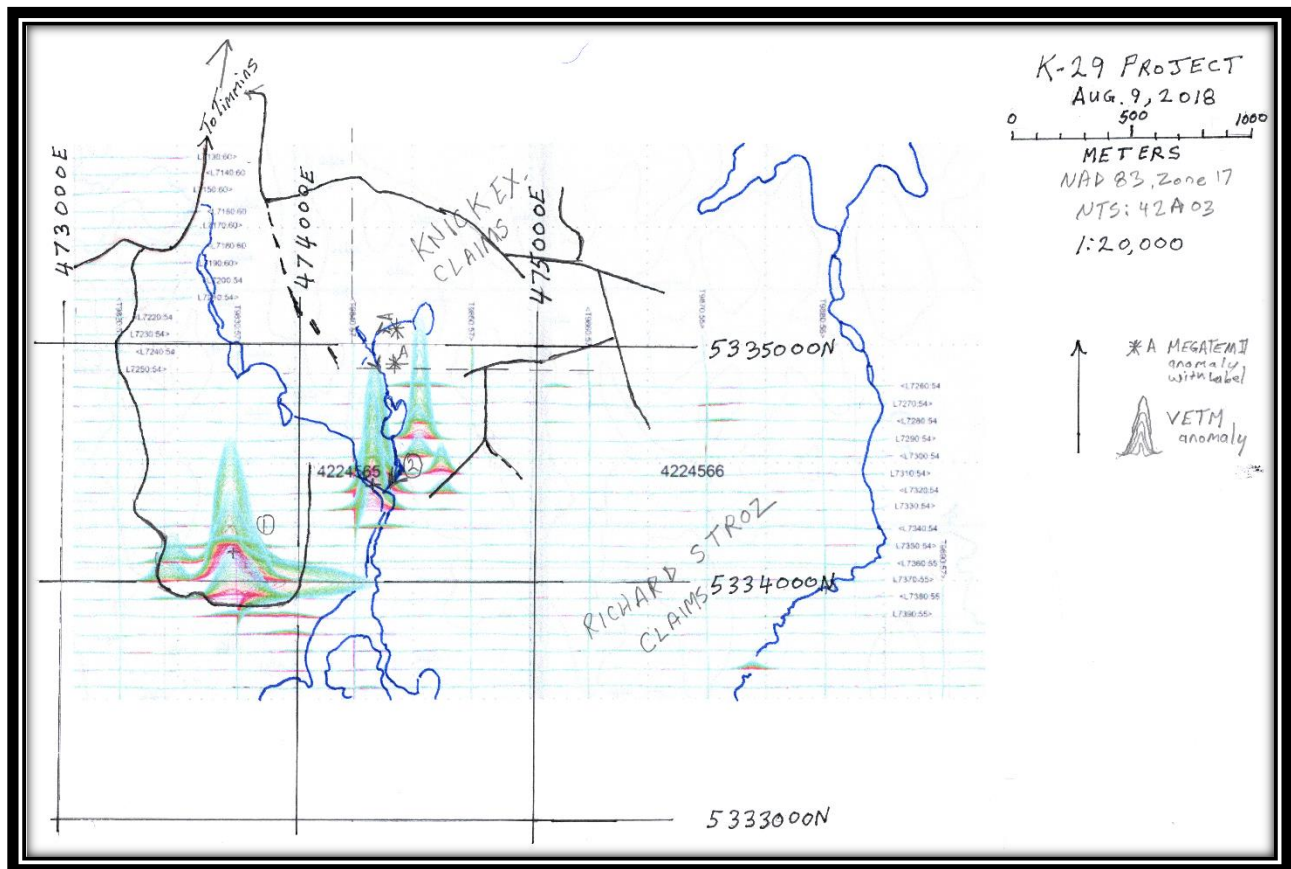 K-29 PROJECT
AUG. 9, 2018
0 500 1000
METERS
NAD 83, Zone 17
NTS: 42A03
1:20,000
*A MEGATEM II
anomaly
with label
VETM
anomaly
To Timmins
473000E
474000E
475000E
KNICK EX-
CLAIMS
L7130:60>
<L7140:60
L7150:60>
<L7160:60
L7170:60>
<L7180:60
L7190:60>
<L7200:54
<L7220:54
L7230:54>
<L7240:54
L7250:54>
A
A
5335000N
<L7260:54
L7270:54>
<L7280:54
L7290:54>
<L7300:54
L7310:54>
<L7320:54
L7330:54>
<L7340:54
L7350:54>
<L7360:55
L7370:55>
<L7380:55
L7390:55>
4224565
2
4224566
1
RICHARD STROZ
CLAIMS
5334000N
5333000N